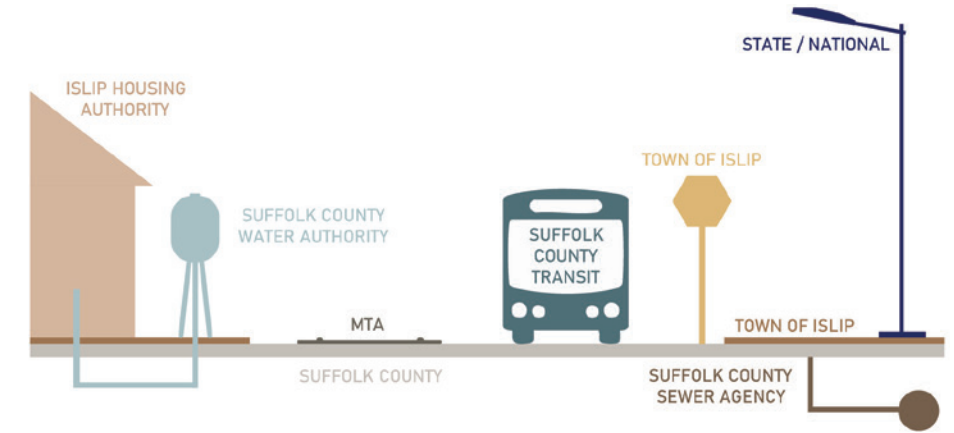 STATE / NATIONAL
ISLIP HOUSING
AUTHORITY
TOWN OF ISLIP
SUFFOLK COUNTY
WATER AUTHORITY
SUFFOLK
COUNTY
TRANSIT
MTA
TOWN OF ISLIP
SUFFOLK COUNTY
SUFFOLK COUNTY
SEWER AGENCY